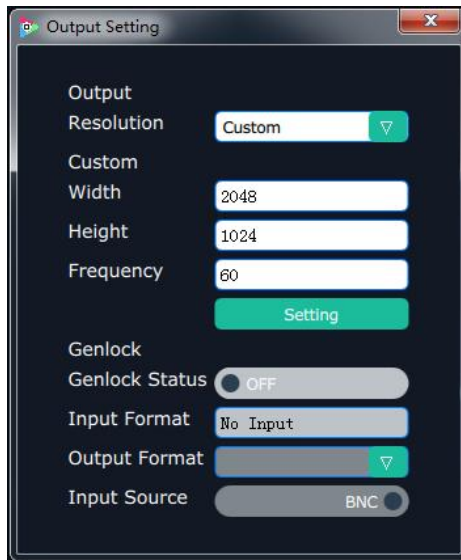 Output Setting
Output
Resolution Custom
Custom
Width 2048
Height 1024
Frequency 60
Setting
Genlock
Genlock Status OFF
Input Format No Input
Output Format
Input Source BNC